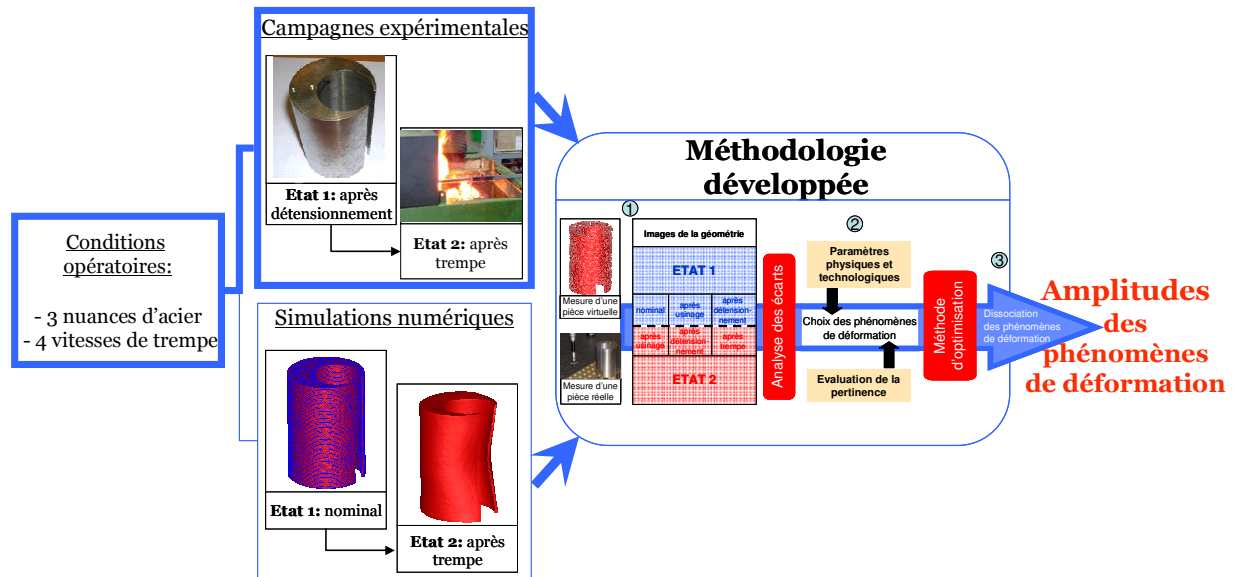 Conditions
opératoires:
- 3 nuances d'acier
- 4 vitesses de trempe
Campagnes expérimentales
Etat 1: après
détensionnement
Etat 2: après
trempe
Simulations numériques
Etat 1: nominal
Etat 2: après
trempe
Méthodologie
développée
1
Mesure d'une
pièce virtuelle
Mesure d'une
pièce réelle
Images de la géométrie
ETAT 1
nominal
après
usinage
après
détension-
nement
après
usinage
après
détension-
nement
après
trempe
ETAT 2
Analyse des écarts
2
Paramètres
physiques et
technologiques
Choix des phénomènes
de déformation
Evaluation de la
pertinence
Méthode
d'optimisation
3
Dissociation
des phénomènes
de déformation
Amplitudes
des
phénomènes
de déformation